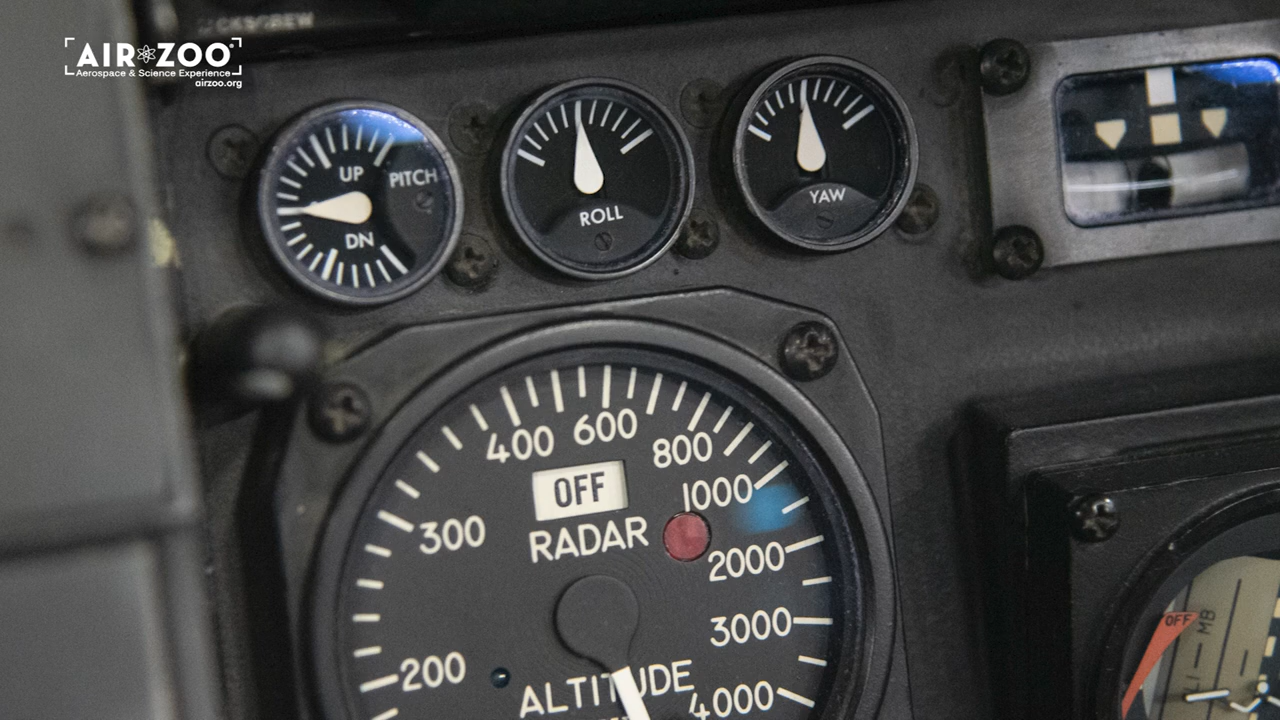 JACKSCREW
AIR ZOO
Aerospace & Science Experience
airzoo.org
UP
PITCH
DN
ROLL
YAW
400
600
800
1000
OFF
300
RADAR
2000
3000
200
ALTITUDE
4000
OFF
MB